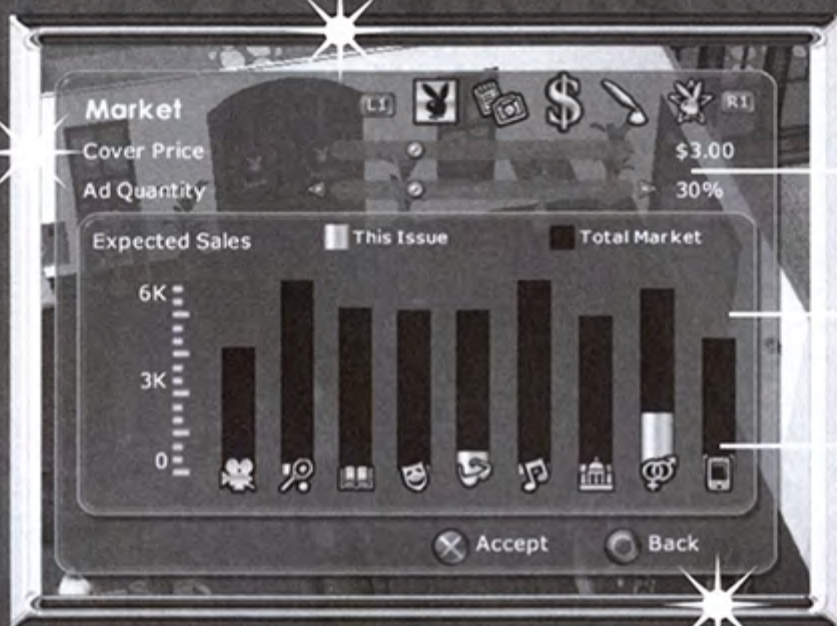 Market L1 R1
Cover Price $3.00
Ad Quantity 30%
Expected Sales This Issue Total Market
6K
3K
0
Accept Back